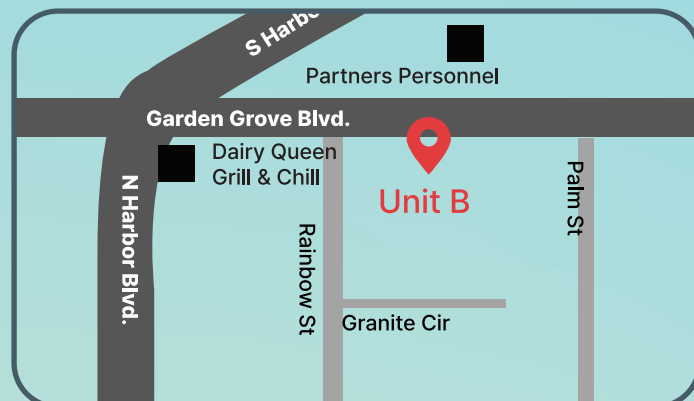 S Harbo
Partners Personnel
Garden Grove Blvd.
Dairy Queen
Grill & Chill
Unit B
Palm St
N Harbor Blvd.
Rainbow St
Granite Cir